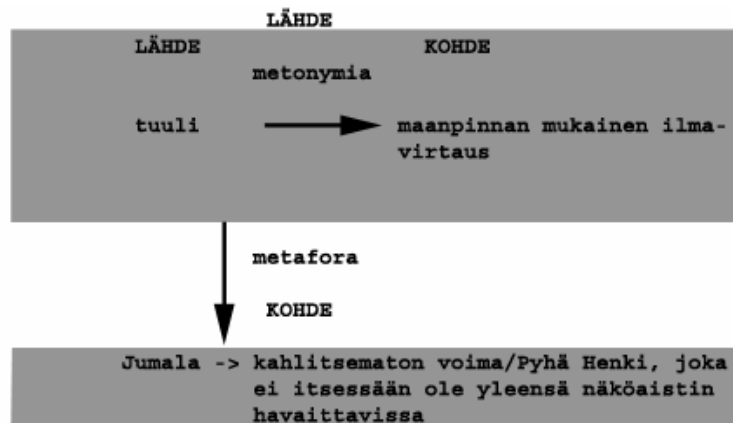 LÄHDE
LÄHDE KOHDE
metonymia
tuuli maanpinnan mukainen ilma-
virtaus
metafora
KOHDE
Jumala -> kahlitsematon voima/Pyhä Henki, joka
ei itsessään ole yleensä näköaistin
havaittavissa